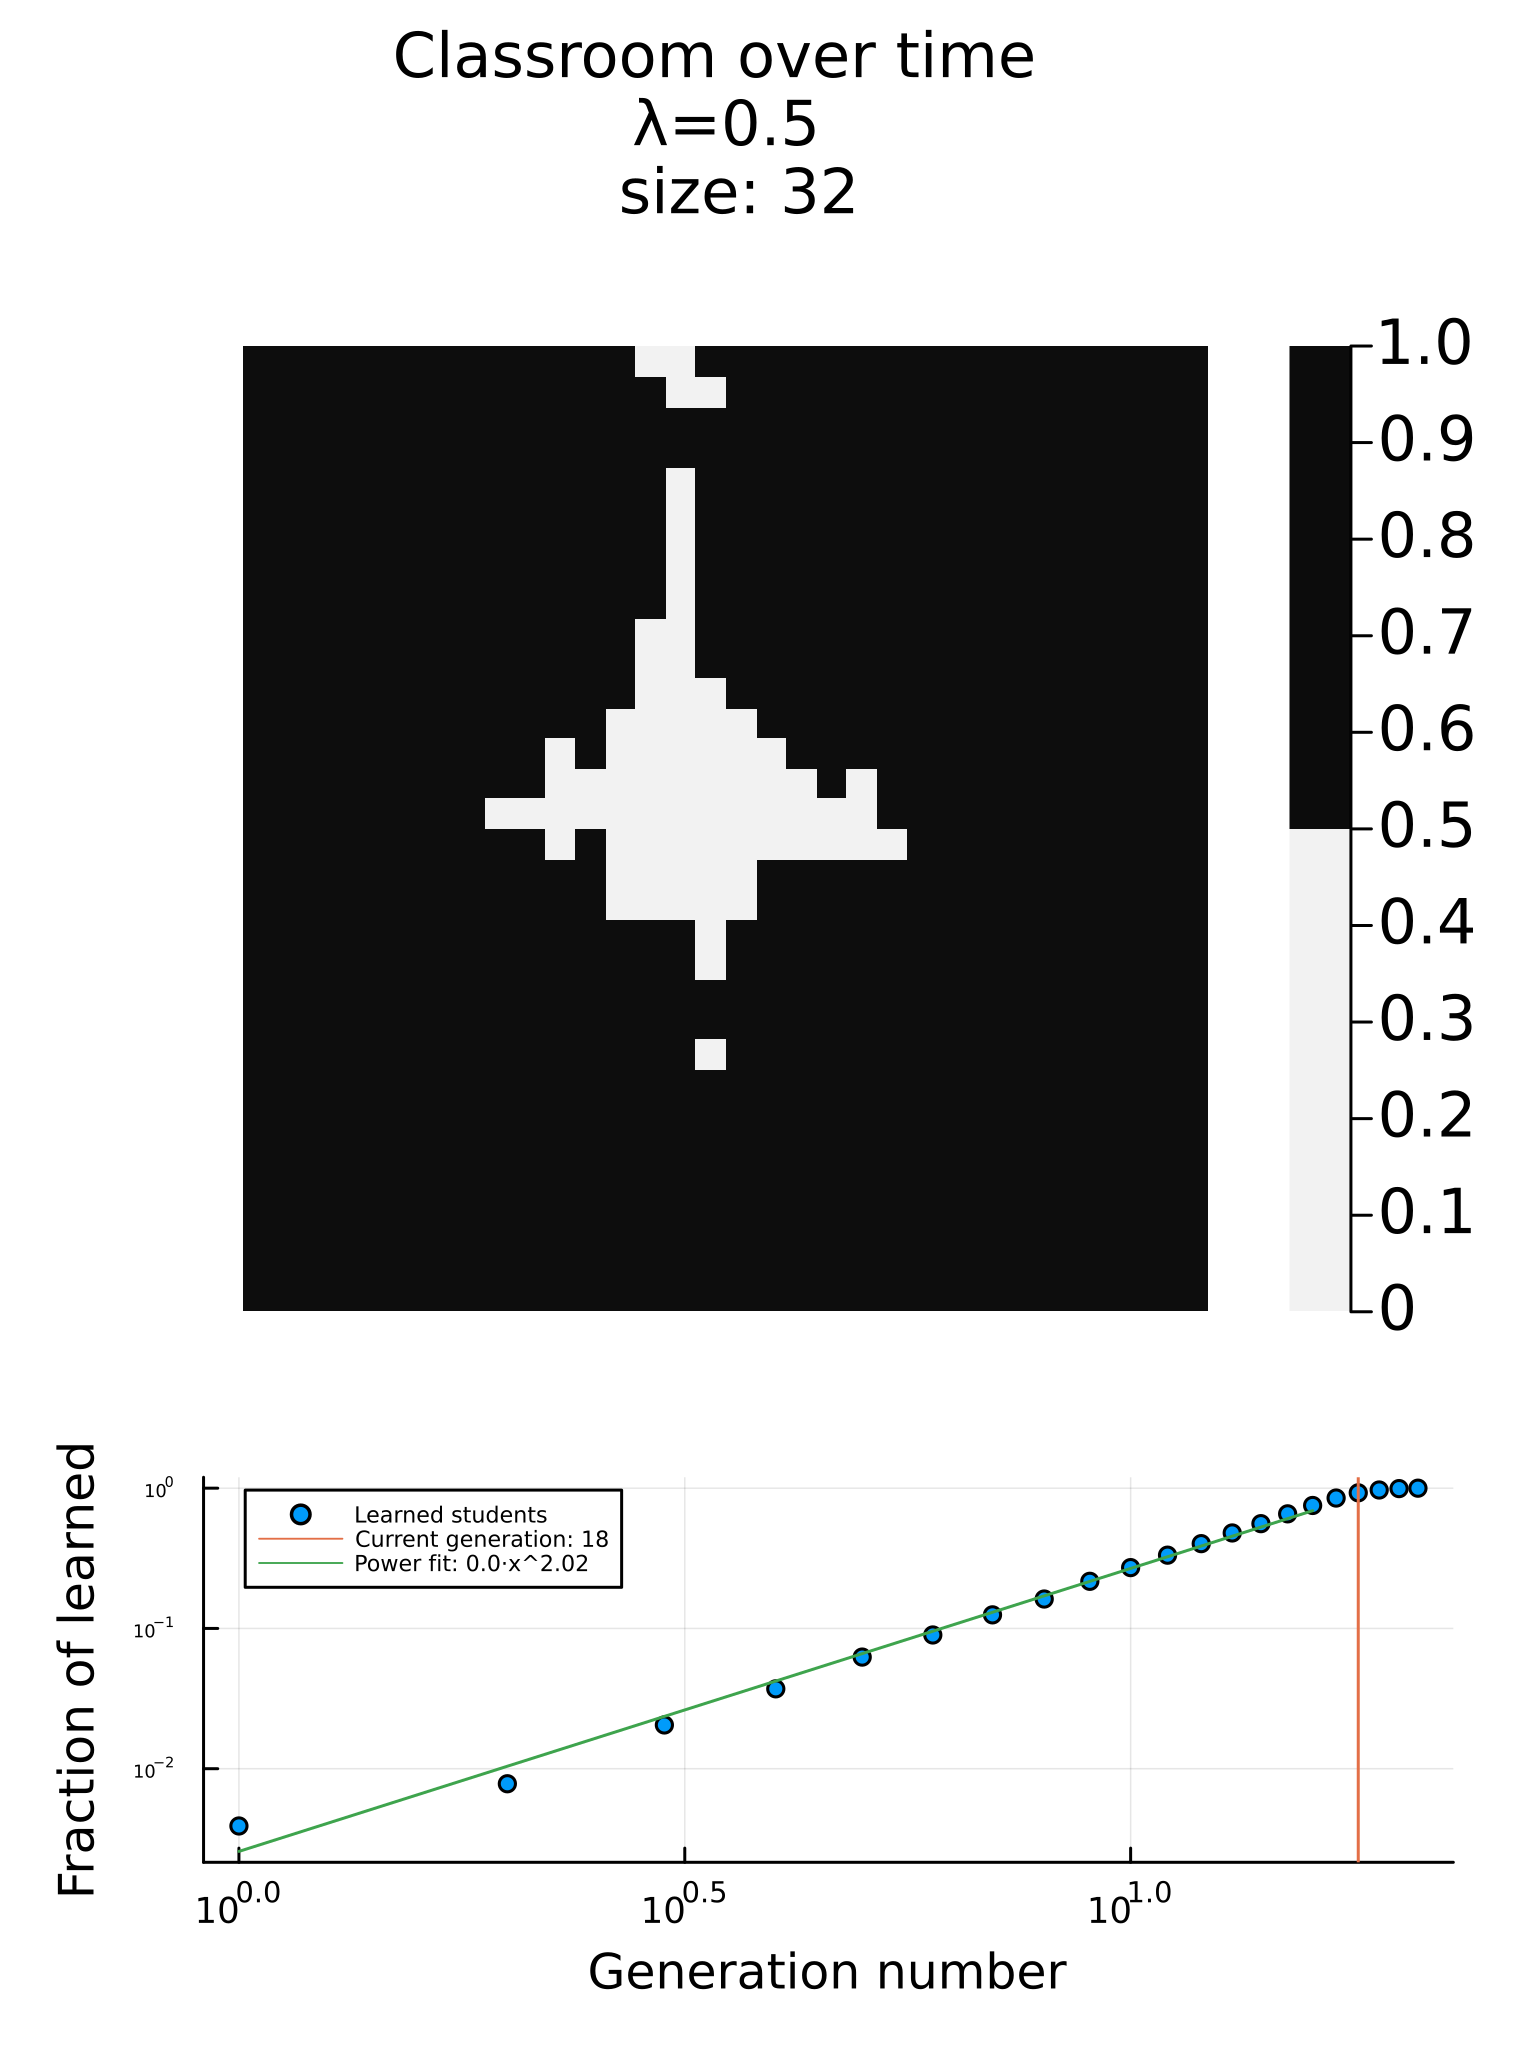 Classroom over time
λ=0.5
size: 32
1.0
0.9
0.8
0.7
0.6
0.5
0.4
0.3
0.2
0.1
0
Fraction of learned
10^0
10^−1
10^−2
Learned students
Current generation: 18
Power fit: 0.0·x^2.02
10^0.0
10^0.5
10^1.0
Generation number